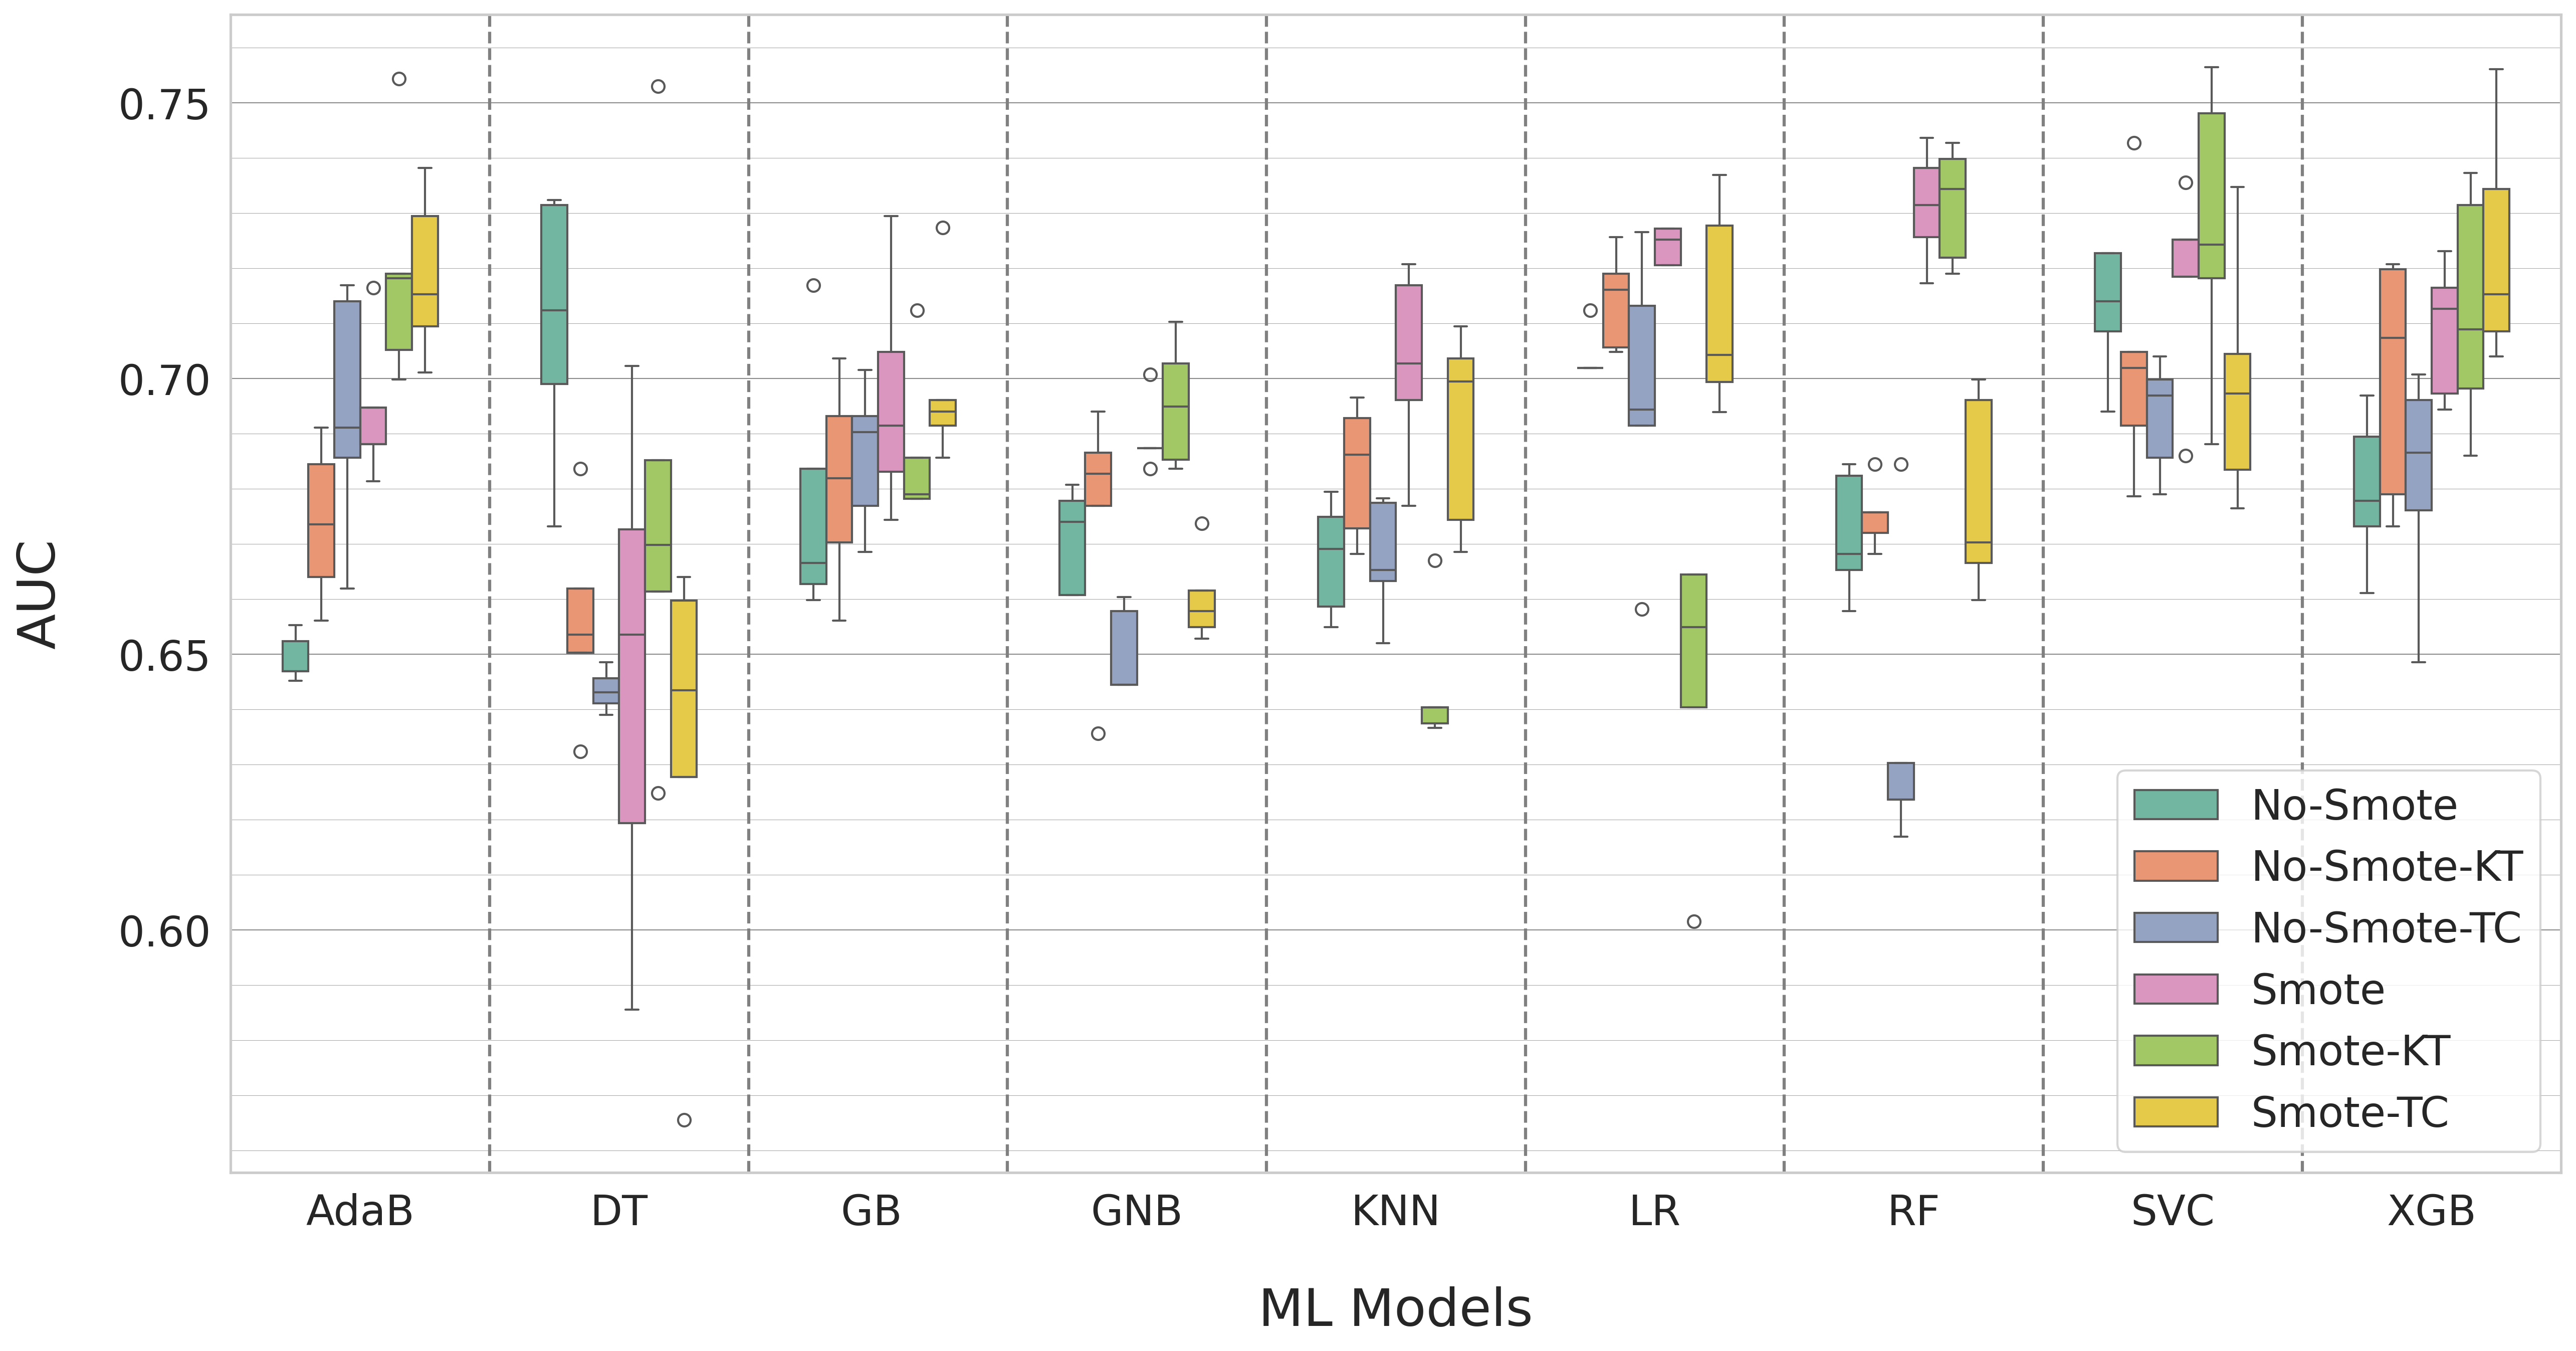 AUC
0.75
0.70
0.65
0.60
No-Smote
No-Smote-KT
No-Smote-TC
Smote
Smote-KT
Smote-TC
AdaB DT GB GNB KNN LR RF SVC XGB
ML Models